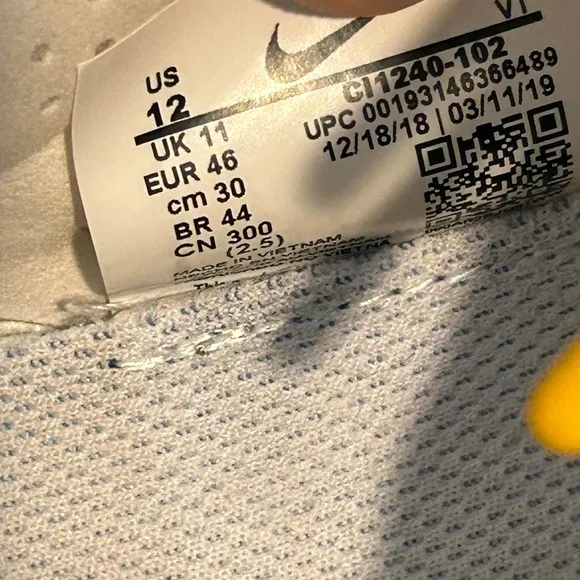 VT
US
12
UK 11
EUR 46
cm 30
BR 44
CN 300
(2.5)
CI1240-102
UPC 00193146366489
12/18/18 | 03/11/19
MADE IN VIETNAM